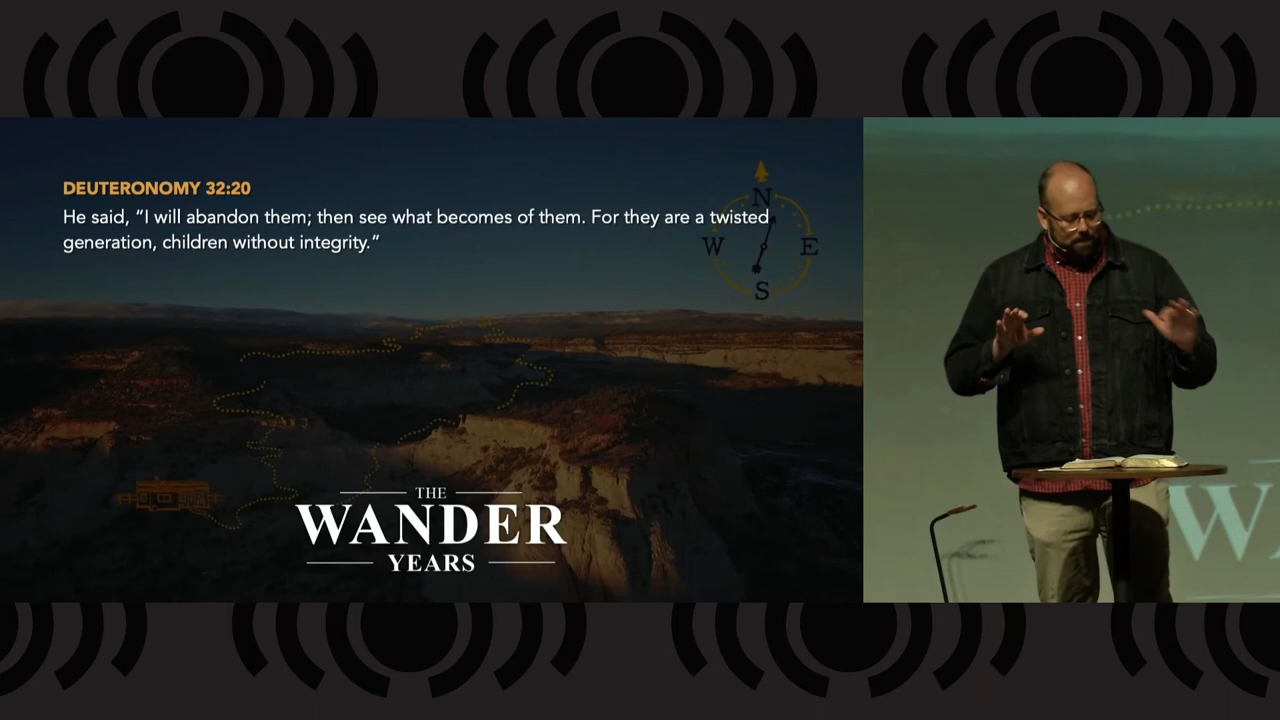 DEUTERONOMY 32:20
He said, “I will abandon them; then see what becomes of them. For they are a twisted
generation, children without integrity.”
N
W E
S
THE
WANDER
YEARS
W